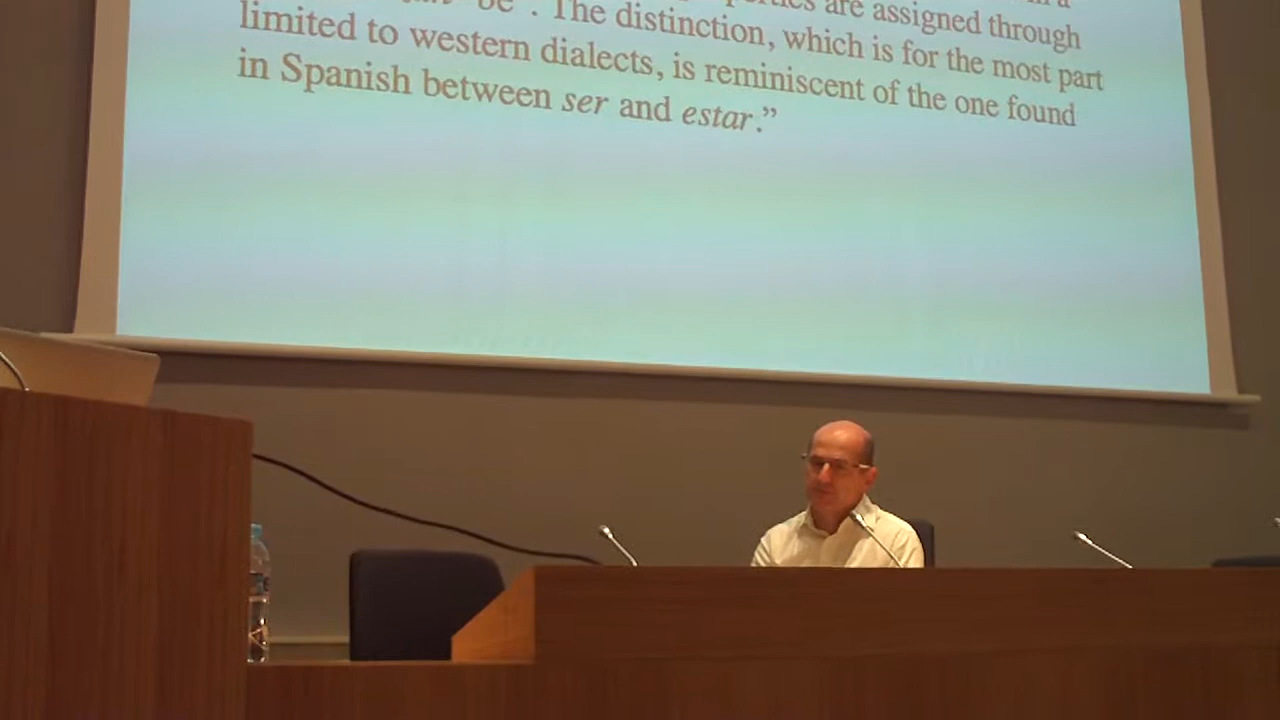 "be". The distinction, which is for the most part
are assigned through
limited to western dialects, is reminiscent of the one found
in Spanish between ser and estar.”